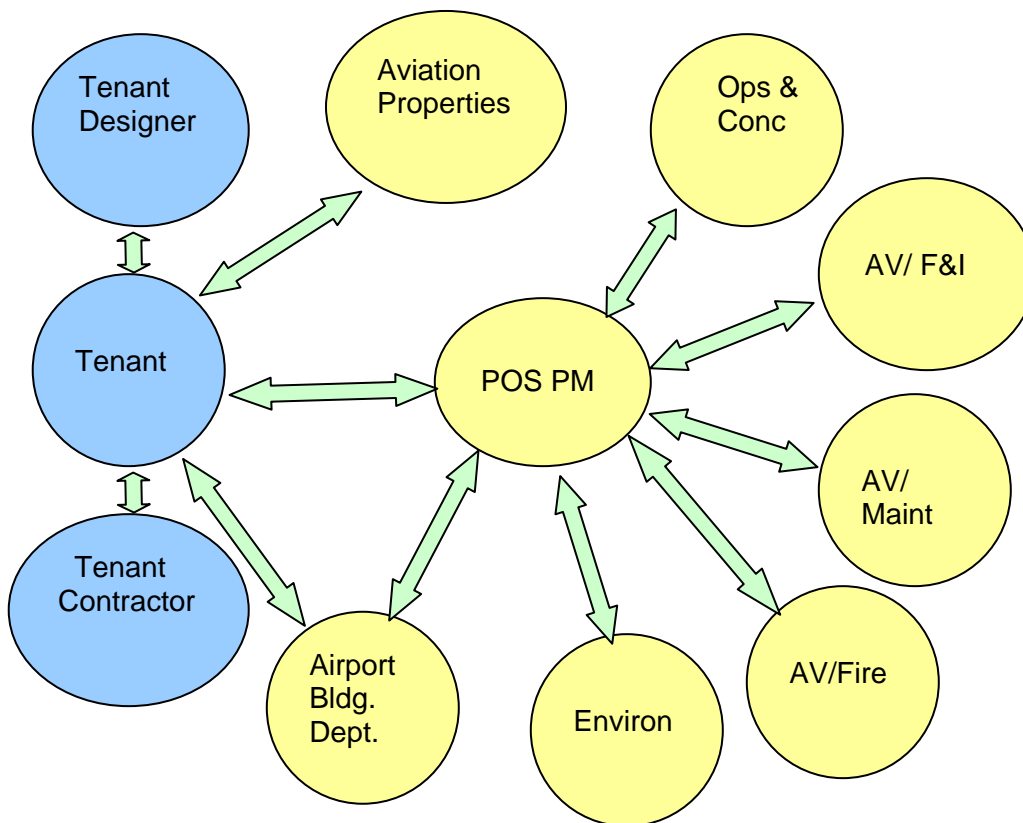 Tenant
Designer
Aviation
Properties
Ops &
Conc
AV/ F&I
Tenant
POS PM
AV/
Maint
Tenant
Contractor
Airport
Bldg.
Dept.
Environ
AV/Fire